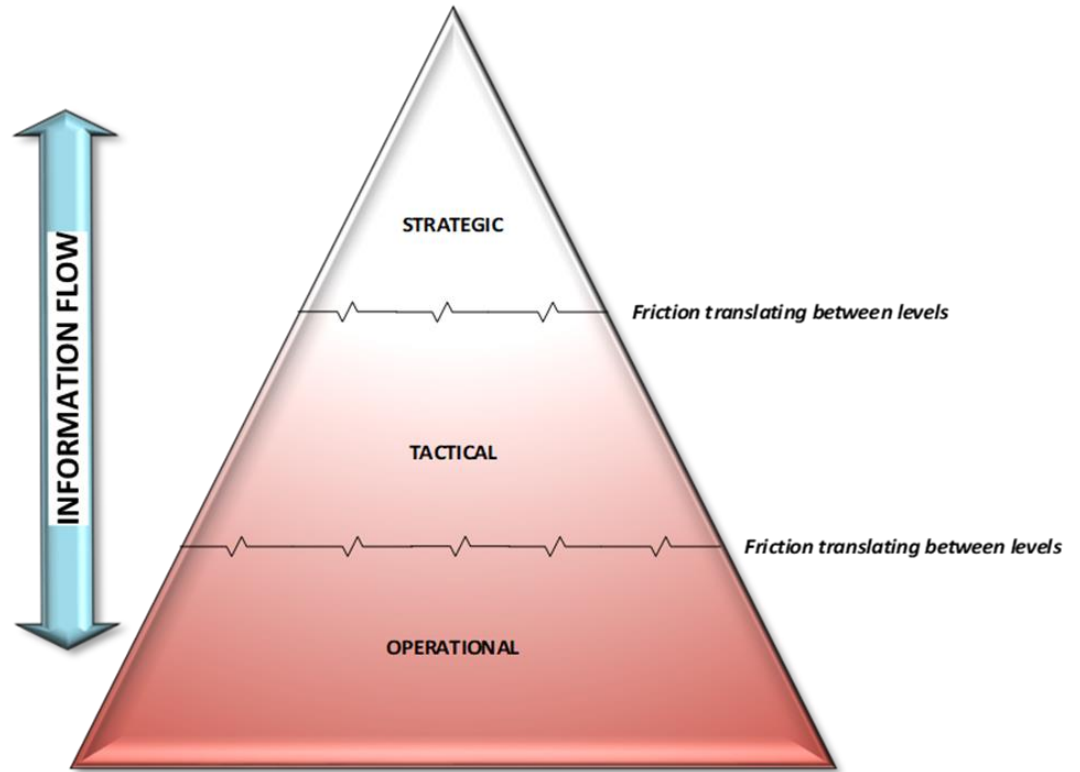 STRATEGIC
Friction translating between levels
INFORMATION FLOW
TACTICAL
Friction translating between levels
OPERATIONAL